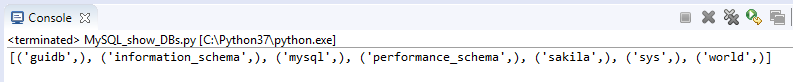 Console
<terminated> MySQL_show_DBs.py [C:\Python37\python.exe]
[('guidb',), ('information_schema',), ('mysql',), ('performance_schema',), ('sakila',), ('sys',), ('world',)]